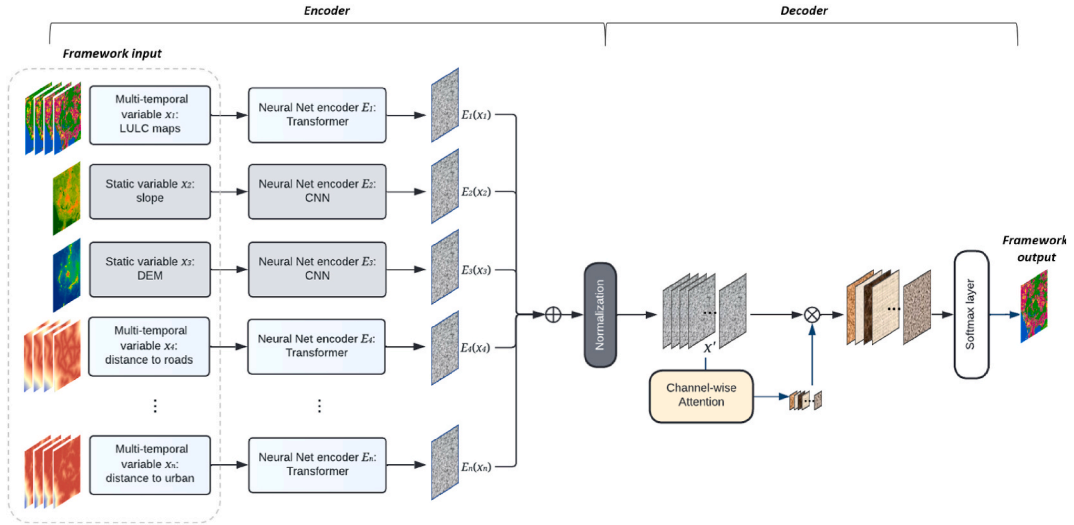 Encoder
Decoder
Framework input
Multi-temporal
variable x₁:
LULC maps
Neural Net encoder E₁:
Transformer
E₁(x₁)
Static variable x₂:
slope
Neural Net encoder E₂:
CNN
E₂(x₂)
Static variable x₃:
DEM
Neural Net encoder E₃:
CNN
E₃(x₃)
Multi-temporal
variable x₄:
distance to roads
Neural Net encoder E₄:
Transformer
E₄(x₄)
⋮
⋮
Multi-temporal
variable xₙ:
distance to urban
Neural Net encoder Eₙ:
Transformer
Eₙ(xₙ)
⊕
Normalization
...
X'
Channel-wise
Attention
...
⊗
...
Softmax layer
Framework
output